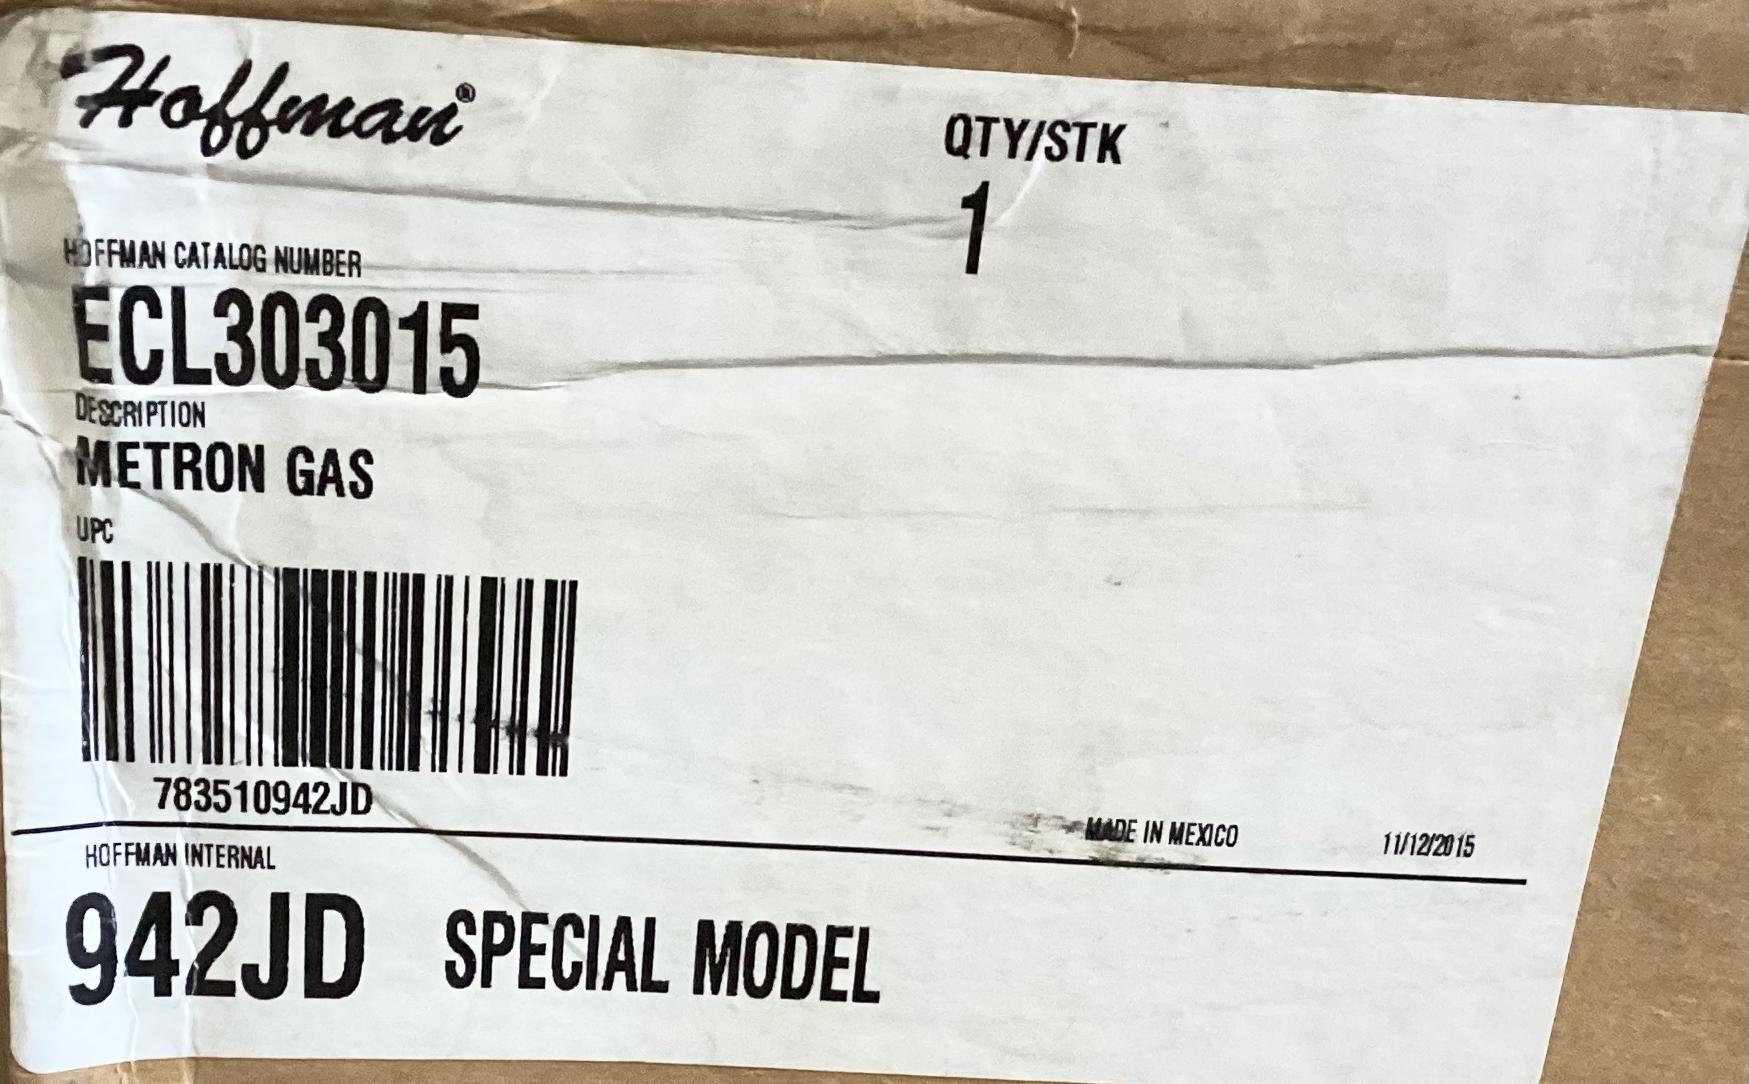 Hoffman®
QTY/STK
1
HOFFMAN CATALOG NUMBER
ECL303015
DESCRIPTION
METRON GAS
UPC
783510942JD
MADE IN MEXICO
11/12/2015
HOFFMAN INTERNAL
942JD SPECIAL MODEL